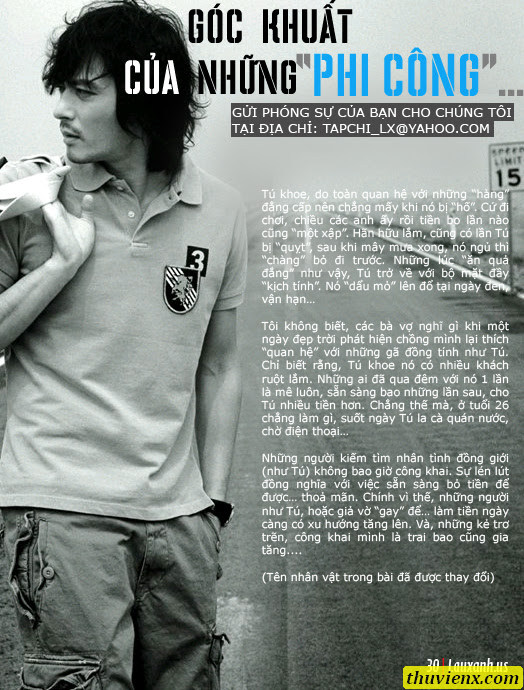 GÓC KHUẤT
CỦA NHỮNG "PHI CÔNG"...
GỬI PHÓNG SỰ CỦA BẠN CHO CHÚNG TÔI
TẠI ĐỊA CHỈ: TAPCHI_LX@YAHOO.COM
SPEED
LIMIT
15
3
Tú khoe, do toàn quan hệ với những “hàng”
đẳng cấp nên chẳng mấy khi nó bị “hố”. Cứ đi
chơi, chiều các anh ấy rồi tiền bo lần nào
cũng “một xấp”. Hãn hữu lắm, cũng có lần Tú
bị “quỵt”, sau khi mây mưa xong, nó ngủ thì
“chàng” bỏ đi trước. Những lúc “ăn quả
đắng” như vậy, Tú trở về với bộ mặt đầy
“kịch tính”. Nó “dẩu mỏ” lên đổ tại ngày đen,
vận hạn…
Tôi không biết, các bà vợ nghĩ gì khi một
ngày đẹp trời phát hiện chồng mình lại thích
“quan hệ” với những gã đồng tính như Tú.
Chỉ biết rằng, Tú khoe nó có nhiều khách
ruột lắm. Những ai đã qua đêm với nó 1 lần
là mê luôn, sẵn sàng bao những lần sau, cho
Tú nhiều tiền hơn. Chẳng thế mà, ở tuổi 26
chẳng làm gì, suốt ngày Tú la cà quán nước,
chờ điện thoại…
Những người kiếm tìm nhân tình đồng giới
(như Tú) không bao giờ công khai. Sự lén lút
đồng nghĩa với việc sẵn sàng bỏ tiền để
được… thoả mãn. Chính vì thế, những người
như Tú, hoặc giả vờ “gay” để… làm tiền ngày
càng có xu hướng tăng lên. Và, những kẻ trơ
trẽn, công khai mình là trai bao cũng gia
tăng....
(Tên nhân vật trong bài đã được thay đổi)
30 Lauxanh.us
thuvienx.com